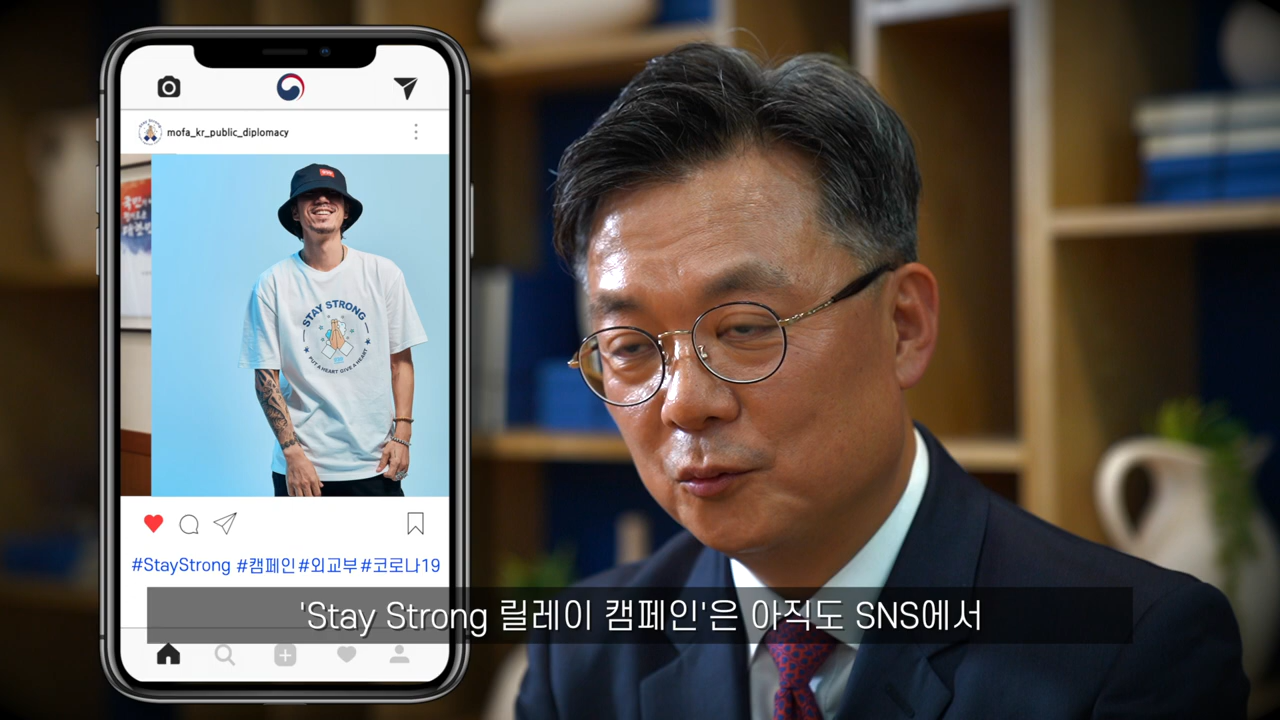 mofa_kr_public_diplomacy
STAY STRONG
PUT A HEART GIVE A HEART
#StayStrong #캠페인 #외교부 #코로나19
'Stay Strong 릴레이 캠페인'은 아직도 SNS에서